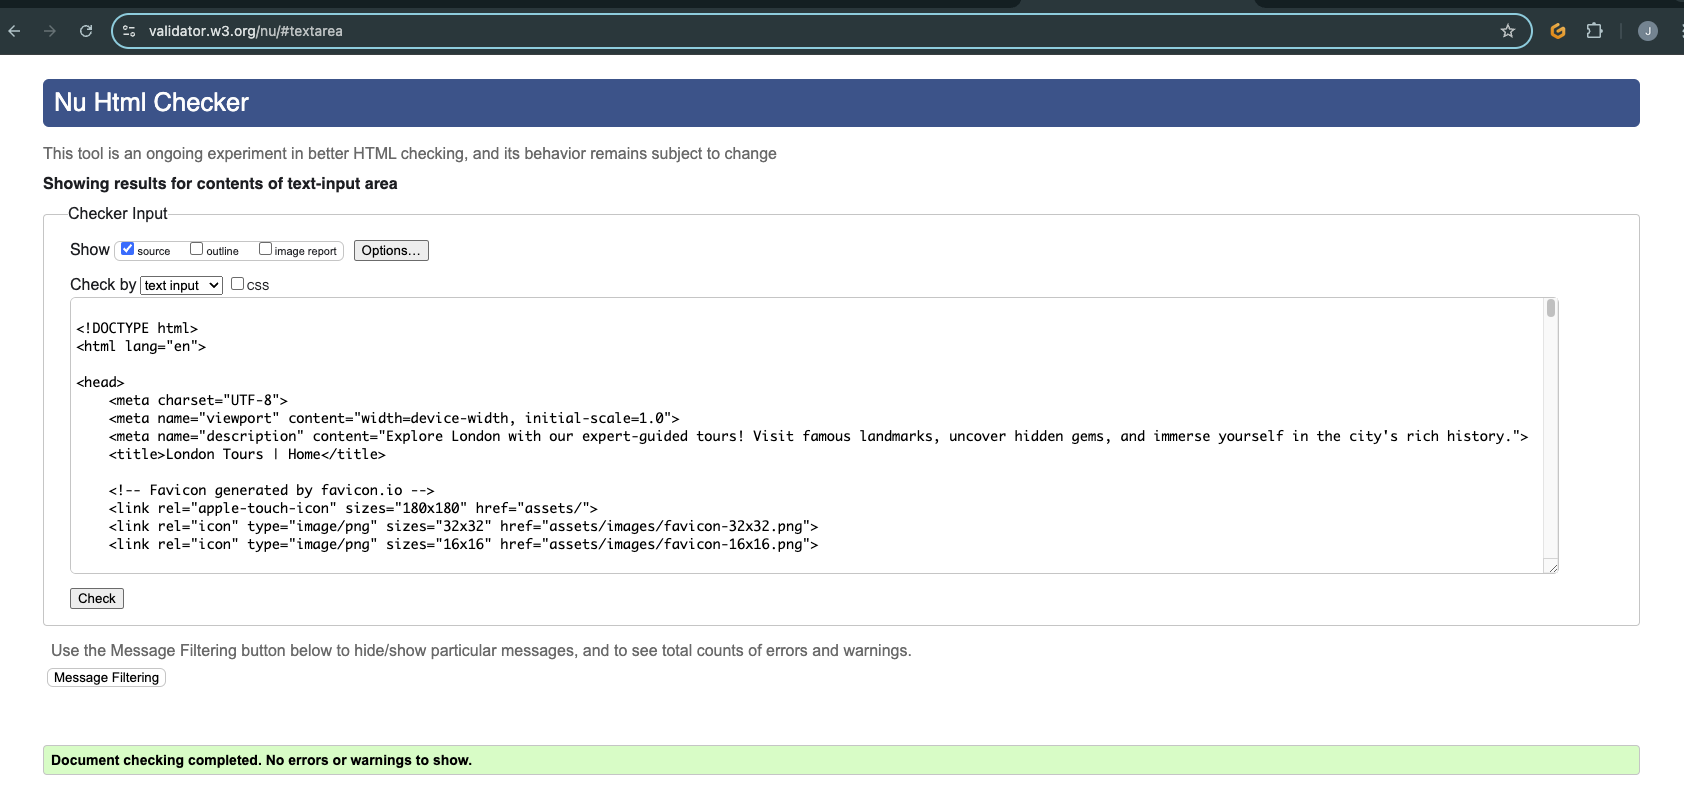 validator.w3.org/nu/#textarea
J
Nu Html Checker
This tool is an ongoing experiment in better HTML checking, and its behavior remains subject to change
Showing results for contents of text-input area
Checker Input
Show source outline image report Options...
Check by text input css
<!DOCTYPE html>
<html lang="en">
<head>
<meta charset="UTF-8">
<meta name="viewport" content="width=device-width, initial-scale=1.0">
<meta name="description" content="Explore London with our expert-guided tours! Visit famous landmarks, uncover hidden gems, and immerse yourself in the city's rich history.">
<title>London Tours | Home</title>
<!-- Favicon generated by favicon.io -->
<link rel="apple-touch-icon" sizes="180x180" href="assets/">
<link rel="icon" type="image/png" sizes="32x32" href="assets/images/favicon-32x32.png">
<link rel="icon" type="image/png" sizes="16x16" href="assets/images/favicon-16x16.png">
Check
Use the Message Filtering button below to hide/show particular messages, and to see total counts of errors and warnings.
Message Filtering
Document checking completed. No errors or warnings to show.